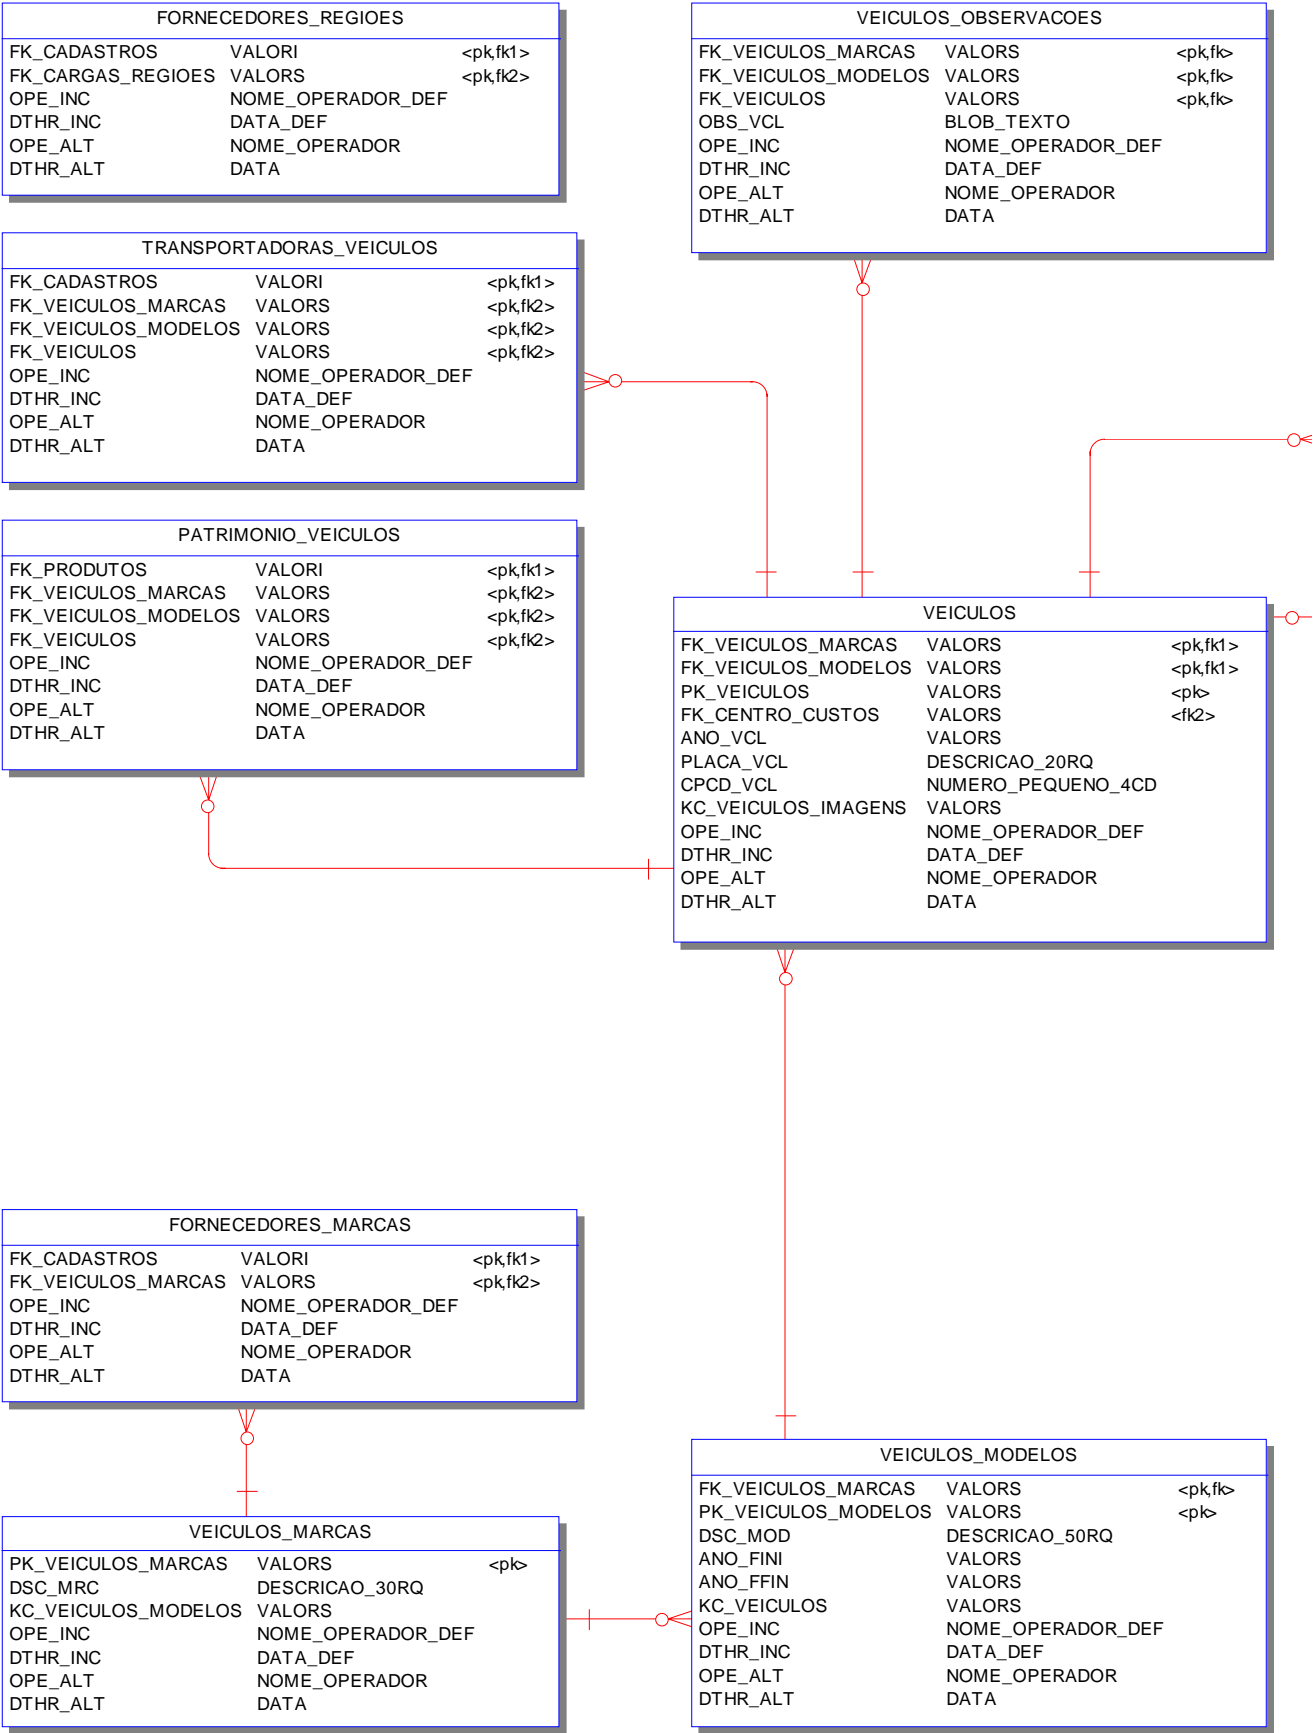 FORNECEDORES_REGIOES
FK_CADASTROS VALORI <pk,fk1>
FK_CARGAS_REGIOES VALORS <pk,fk2>
OPE_INC NOME_OPERADOR_DEF
DTHR_INC DATA_DEF
OPE_ALT NOME_OPERADOR
DTHR_ALT DATA
VEICULOS_OBSERVACOES
FK_VEICULOS_MARCAS VALORS <pk,fk>
FK_VEICULOS_MODELOS VALORS <pk,fk>
FK_VEICULOS VALORS <pk,fk>
OBS_VCL BLOB_TEXTO
OPE_INC NOME_OPERADOR_DEF
DTHR_INC DATA_DEF
OPE_ALT NOME_OPERADOR
DTHR_ALT DATA
TRANSPORTADORAS_VEICULOS
FK_CADASTROS VALORI <pk,fk1>
FK_VEICULOS_MARCAS VALORS <pk,fk2>
FK_VEICULOS_MODELOS VALORS <pk,fk2>
FK_VEICULOS VALORS <pk,fk2>
OPE_INC NOME_OPERADOR_DEF
DTHR_INC DATA_DEF
OPE_ALT NOME_OPERADOR
DTHR_ALT DATA
PATRIMONIO_VEICULOS
FK_PRODUTOS VALORI <pk,fk1>
FK_VEICULOS_MARCAS VALORS <pk,fk2>
FK_VEICULOS_MODELOS VALORS <pk,fk2>
FK_VEICULOS VALORS <pk,fk2>
OPE_INC NOME_OPERADOR_DEF
DTHR_INC DATA_DEF
OPE_ALT NOME_OPERADOR
DTHR_ALT DATA
VEICULOS
FK_VEICULOS_MARCAS VALORS <pk,fk1>
FK_VEICULOS_MODELOS VALORS <pk,fk1>
PK_VEICULOS VALORS <pk>
FK_CENTRO_CUSTOS VALORS <fk2>
ANO_VCL VALORS
PLACA_VCL DESCRICAO_20RQ
CPCD_VCL NUMERO_PEQUENO_4CD
KC_VEICULOS_IMAGENS VALORS
OPE_INC NOME_OPERADOR_DEF
DTHR_INC DATA_DEF
OPE_ALT NOME_OPERADOR
DTHR_ALT DATA
FORNECEDORES_MARCAS
FK_CADASTROS VALORI <pk,fk1>
FK_VEICULOS_MARCAS VALORS <pk,fk2>
OPE_INC NOME_OPERADOR_DEF
DTHR_INC DATA_DEF
OPE_ALT NOME_OPERADOR
DTHR_ALT DATA
VEICULOS_MARCAS
PK_VEICULOS_MARCAS VALORS <pk>
DSC_MRC DESCRICAO_30RQ
KC_VEICULOS_MODELOS VALORS
OPE_INC NOME_OPERADOR_DEF
DTHR_INC DATA_DEF
OPE_ALT NOME_OPERADOR
DTHR_ALT DATA
VEICULOS_MODELOS
FK_VEICULOS_MARCAS VALORS <pk,fk>
PK_VEICULOS_MODELOS VALORS <pk>
DSC_MOD DESCRICAO_50RQ
ANO_FINI VALORS
ANO_FFIN VALORS
KC_VEICULOS VALORS
OPE_INC NOME_OPERADOR_DEF
DTHR_INC DATA_DEF
OPE_ALT NOME_OPERADOR
DTHR_ALT DATA